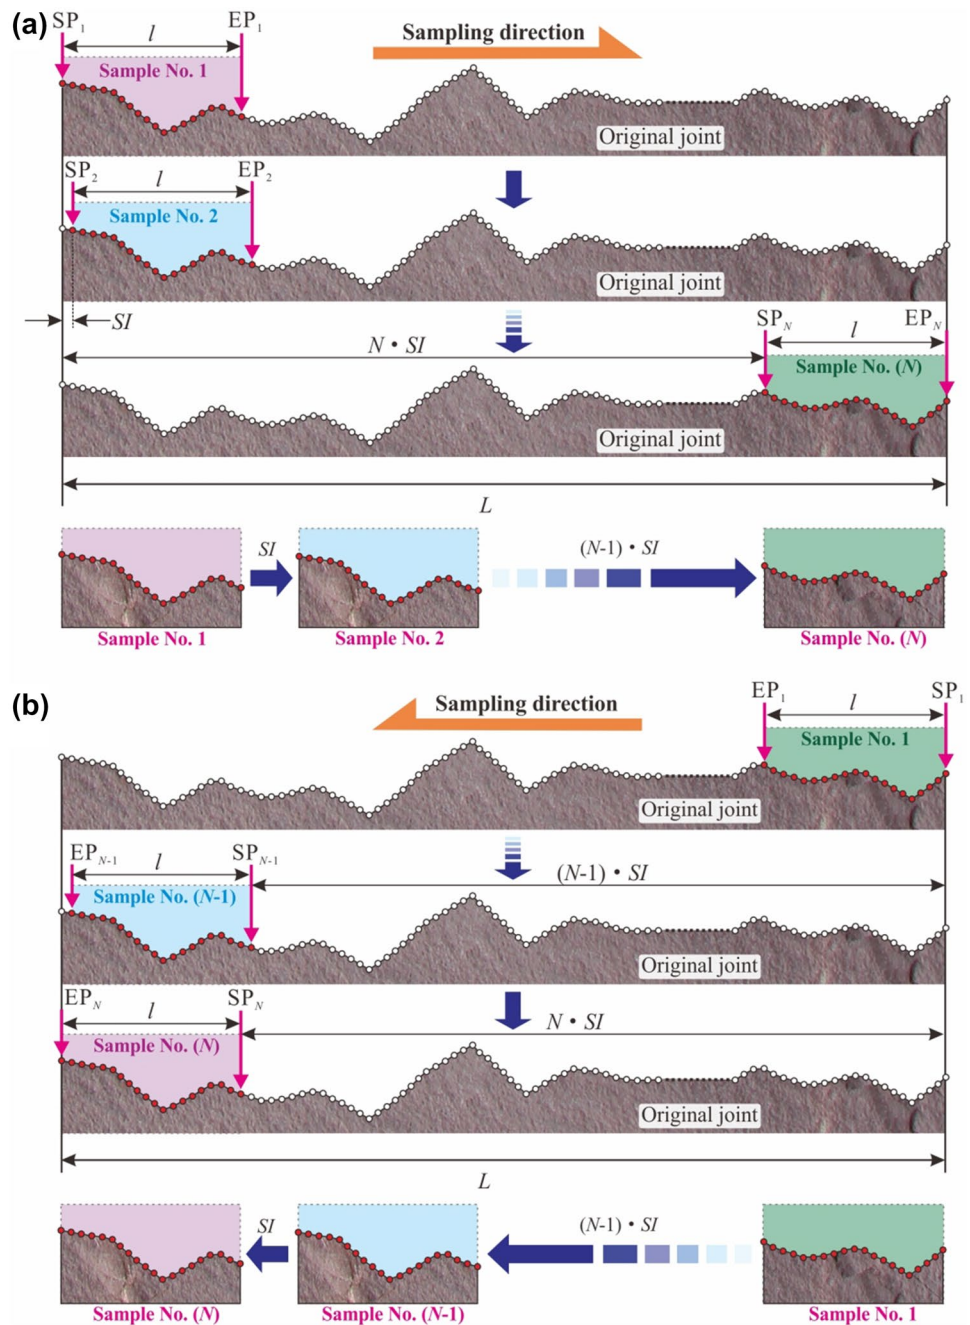 (a)
SP1 EP1
l
Sampling direction
Sample No. 1
Original joint
SP2 EP2
l
Sample No. 2
Original joint
SI
N · SI
SPN EPN
l
Sample No. (N)
Original joint
L
SI
(N-1) · SI
Sample No. 1 Sample No. 2 Sample No. (N)
(b)
Sampling direction
EP1 SP1
l
Sample No. 1
Original joint
EPN-1 SPN-1
l
(N-1) · SI
Sample No. (N-1)
Original joint
EPN SPN
l
N · SI
Sample No. (N)
Original joint
L
SI
(N-1) · SI
Sample No. (N) Sample No. (N-1) Sample No. 1